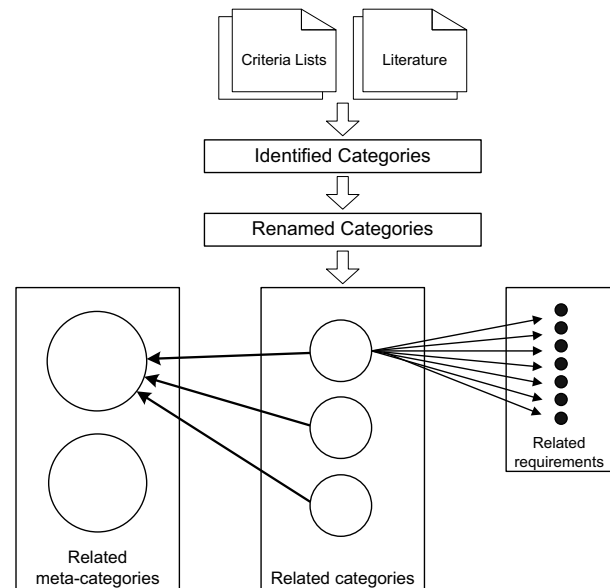 Criteria Lists
Literature
Identified Categories
Renamed Categories
Related
meta-categories
Related categories
Related
requirements